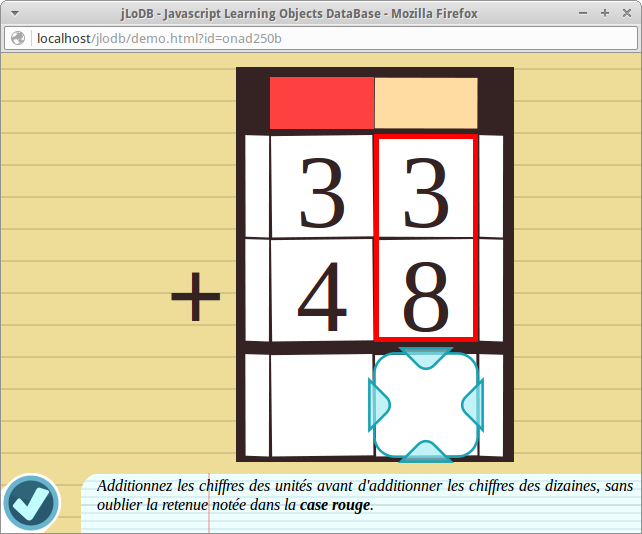 jLoDB - Javascript Learning Objects DataBase - Mozilla Firefox
localhost/jlodb/demo.html?id=onad250b
3 3
+ 4 8
Additionnez les chiffres des unités avant d'additionner les chiffres des dizaines, sans
oublier la retenue notée dans la case rouge.